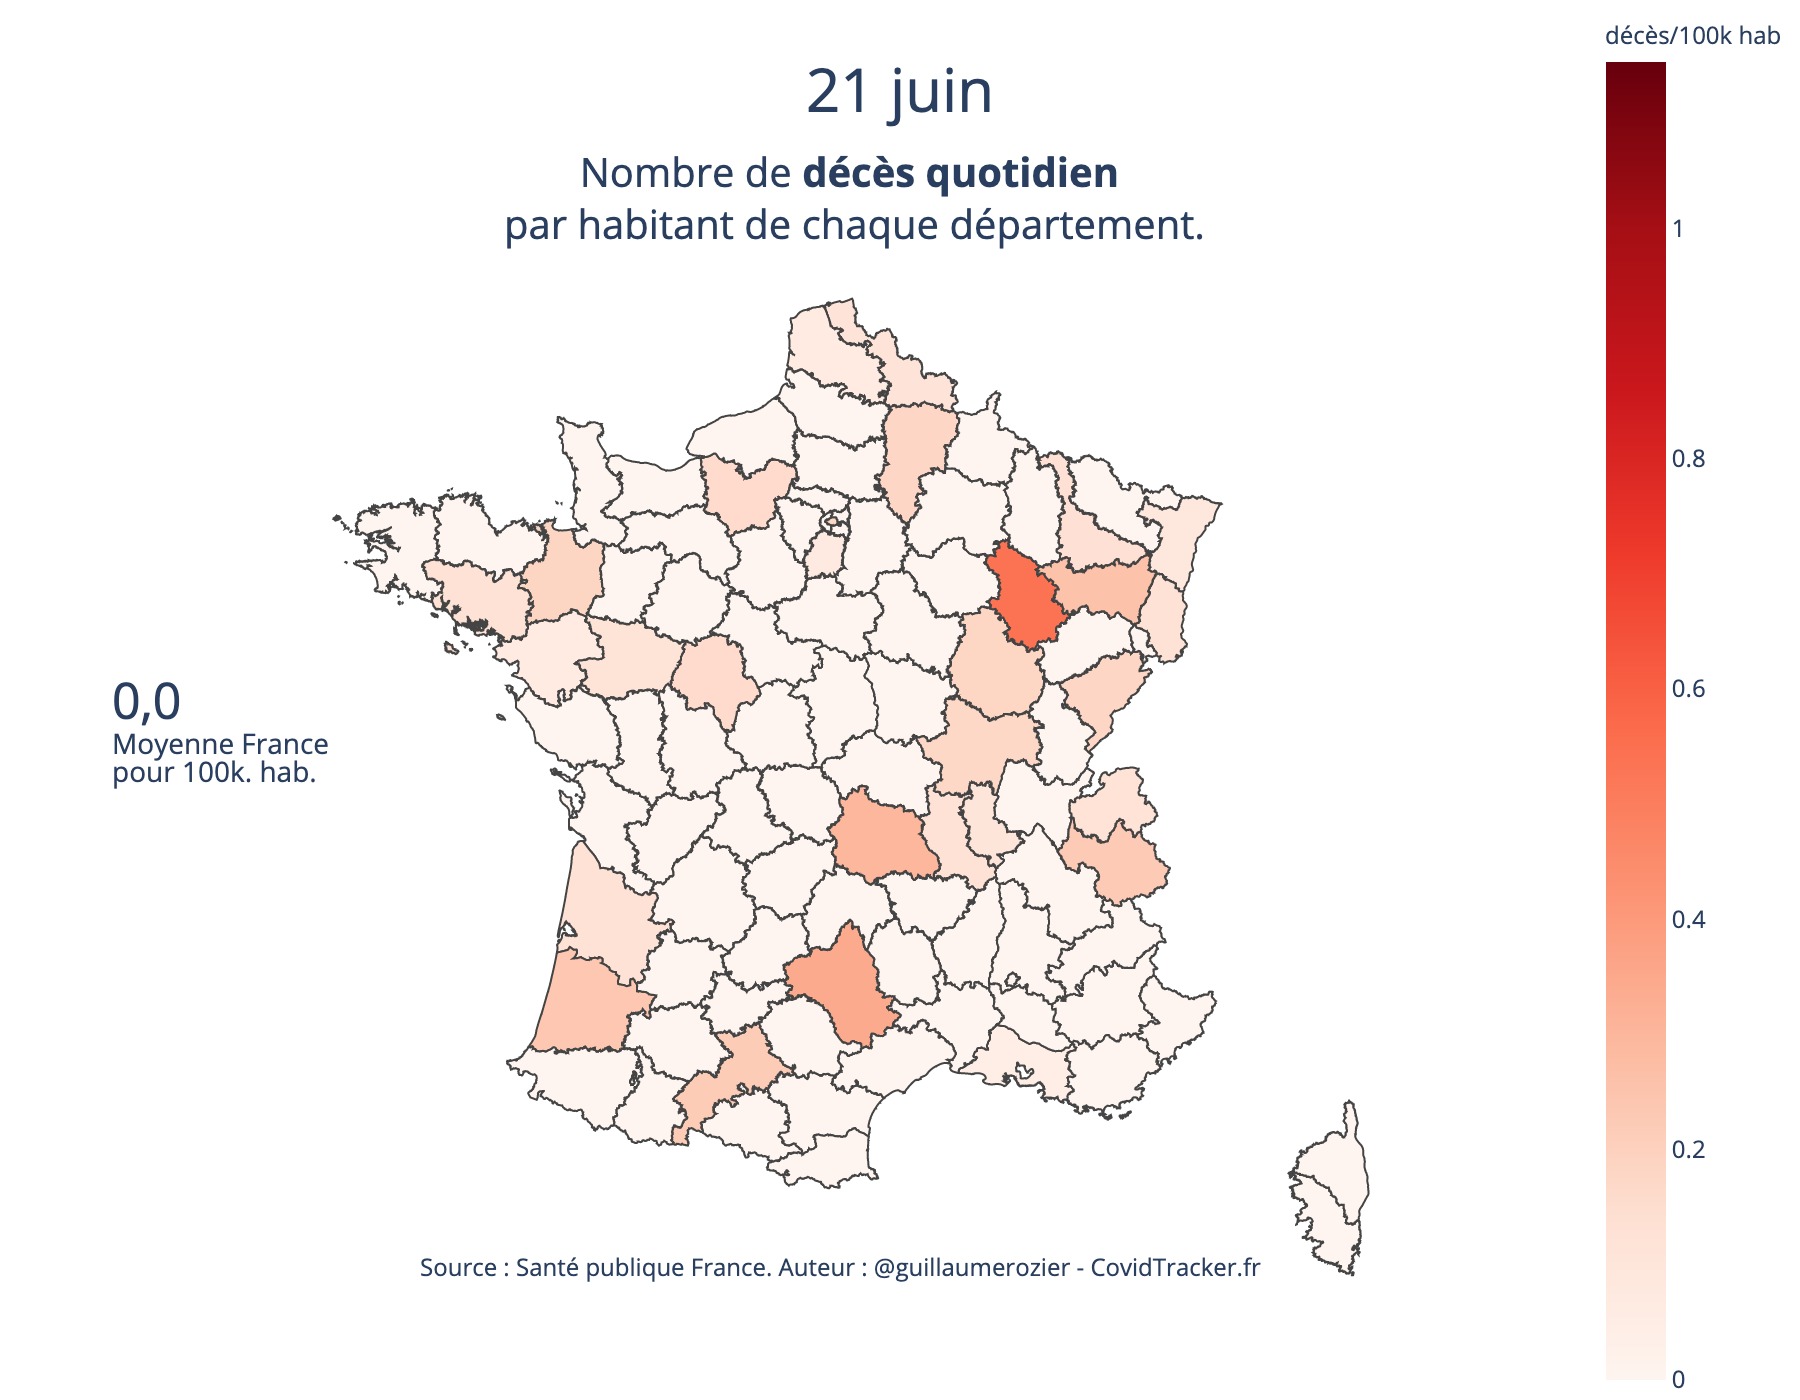 décès/100k hab
21 juin
Nombre de décès quotidien
par habitant de chaque département.
1
0.8
0.6
0.4
0.2
0
0,0
Moyenne France
pour 100k. hab.
Source : Santé publique France. Auteur : @guillaumerozier - CovidTracker.fr